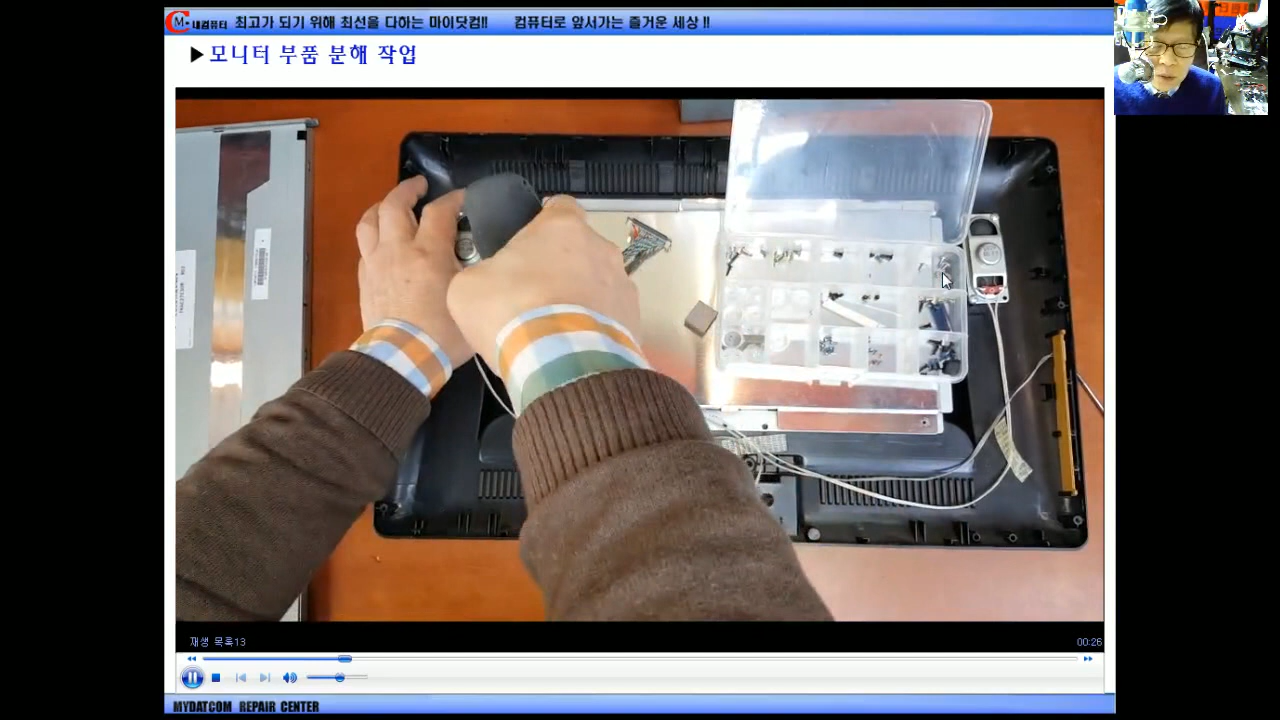 CM• 내컴퓨터 최고가 되기 위해 최선을 다하는 마이닷컴!! 컴퓨터로 앞서가는 즐거운 세상 !!
▶모니터 부품 분해 작업
재생 목록13 00:26
MYDATCOM REPAIR CENTER